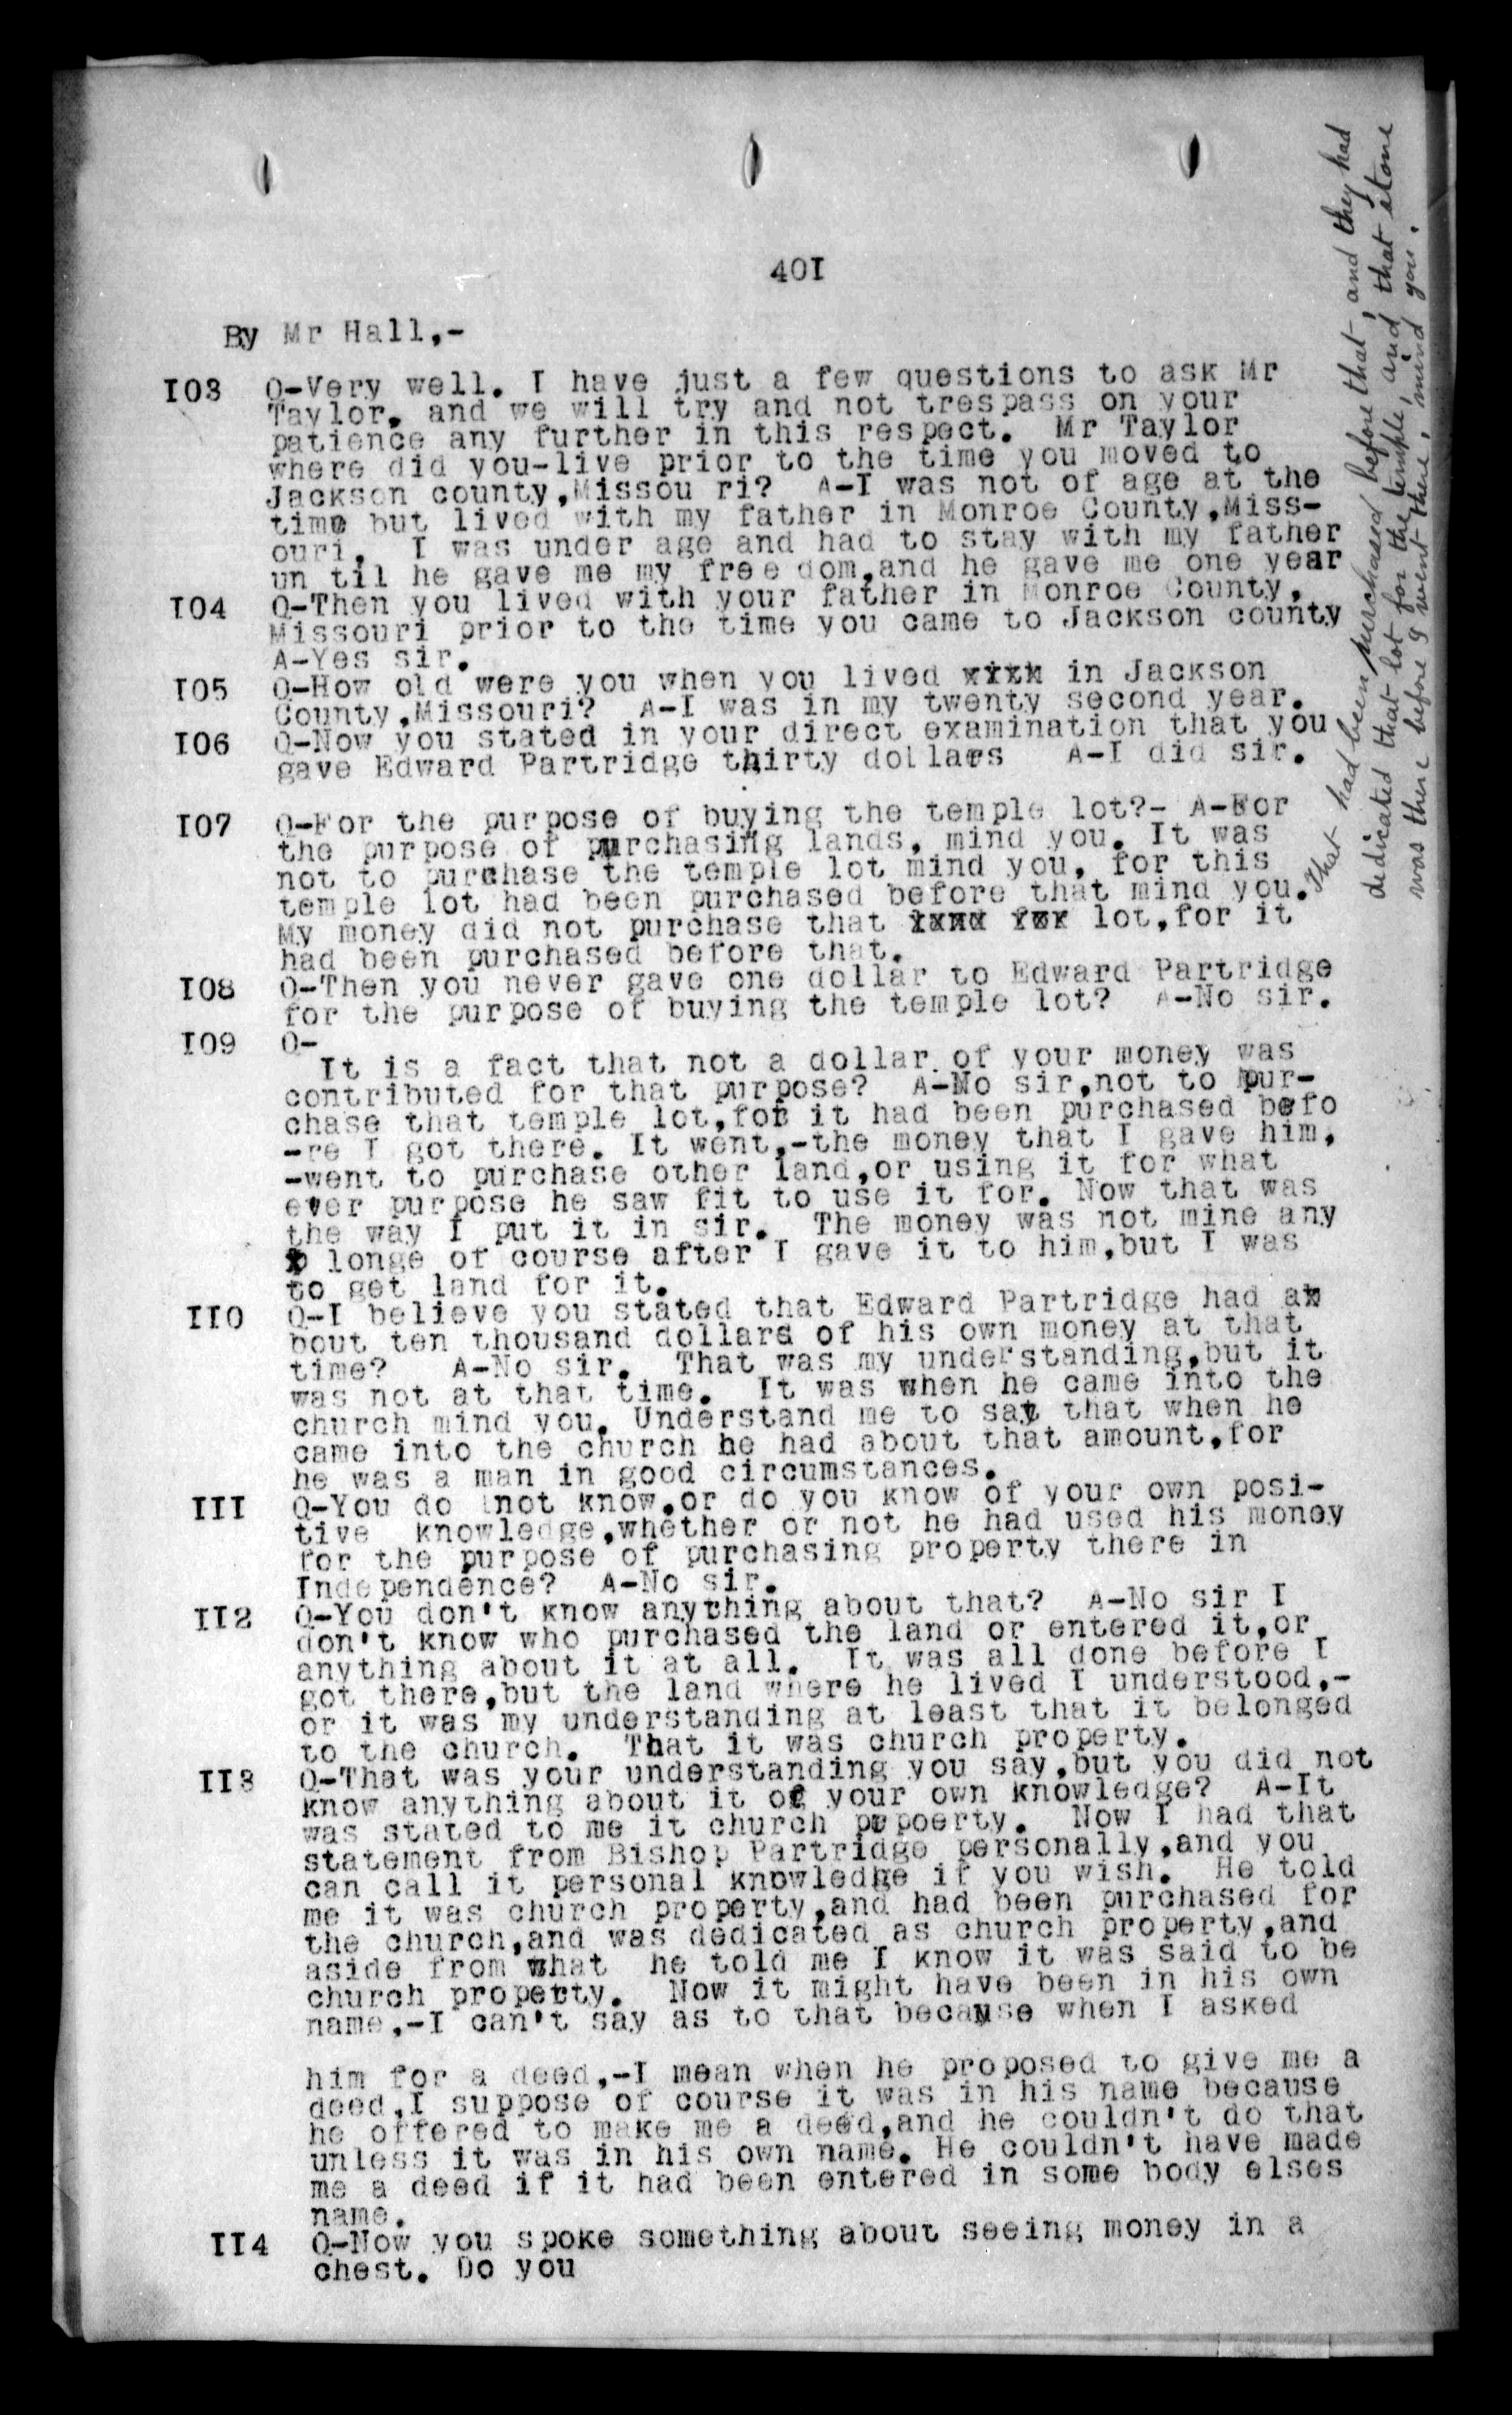 401
By Mr Hall,-
103 Q-Very well. I have just a few questions to ask Mr
Taylor, and we will try and not trespass on your
patience any further in this respect. Mr Taylor
where did you-live prior to the time you moved to
Jackson county,Missou ri? A-I was not of age at the
time but lived with my father in Monroe County,Miss-
ouri. I was under age and had to stay with my father
un til he gave me my free dom,and he gave me one year
104 Q-Then you lived with your father in Monroe County,
Missouri prior to the time you came to Jackson county
A-Yes sir.
105 Q-How old were you when you lived in Jackson
County,Missouri? A-I was in my twenty second year.
106 Q-Now you stated in your direct examination that you
gave Edward Partridge thirty dollars A-I did sir.
107 Q-For the purpose of buying the temple lot?- A-For
the purpose of purchasing lands, mind you. It was
not to purchase the temple lot mind you, for this
temple lot had been purchased before that mind you.
My money did not purchase that lot,for it
had been purchased before that.
108 Q-Then you never gave one dollar to Edward Partridge
for the purpose of buying the temple lot? A-No sir.
109 Q-
It is a fact that not a dollar of your money was
contributed for that purpose? A-No sir,not to pur-
chase that temple lot,for it had been purchased befo
-re I got there. It went,-the money that I gave him,
-went to purchase other land,or using it for what
ever purpose he saw fit to use it for. Now that was
the way I put it in sir. The money was not mine any
longe of course after I gave it to him,but I was
to get land for it.
110 Q-I believe you stated that Edward Partridge had a
bout ten thousand dollars of his own money at that
time? A-No sir. That was my understanding,but it
was not at that time. It was when he came into the
church mind you. Understand me to say that when he
came into the church he had about that amount,for
he was a man in good circumstances.
111 Q-You do not know,or do you know of your own posi-
tive knowledge,whether or not he had used his money
for the purpose of purchasing property there in
Independence? A-No sir.
112 Q-You don't know anything about that? A-No sir I
don't know who purchased the land or entered it,or
anything about it at all. It was all done before I
got there,but the land where he lived I understood,-
or it was my understanding at least that it belonged
to the church. That it was church property.
113 Q-That was your understanding you say,but you did not
know anything about it of your own knowledge? A-It
was stated to me it church prpoerty. Now I had that
statement from Bishop Partridge personally,and you
can call it personal knowledge if you wish. He told
me it was church property,and had been purchased for
the church,and was dedicated as church property,and
aside from what he told me I know it was said to be
church property. Now it might have been in his own
name,-I can't say as to that because when I asked
him for a deed,-I mean when he proposed to give me a
deed,I suppose of course it was in his name because
he offered to make me a deed,and he couldn't do that
unless it was in his own name. He couldn't have made
me a deed if it had been entered in some body elses
name.
114 Q-Now you spoke something about seeing money in a
chest. Do you
That had been purchased before that, and they had
dedicated that lot for the temple, and that stone
was there before I went there, mind you.